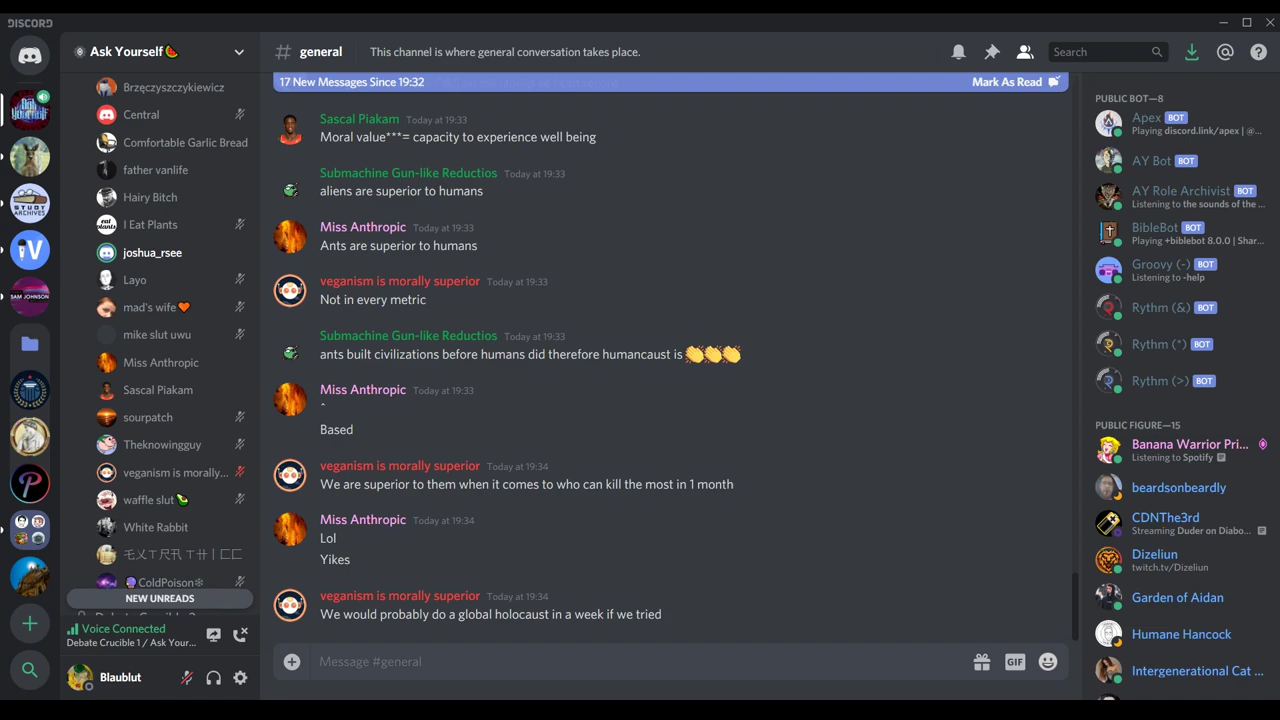 DISCORD
Ask Yourself🍉
Brzęczyszczykiewicz
Central
Comfortable Garlic Bread
father vanlife
Hairy Bitch
I Eat Plants
joshua_rsee
Layo
mad's wife🧡
mike slut uwu
Miss Anthropic
Sascal Piakam
sourpatch
Theknowingguy
veganism is morally...
waffle slut🥑
White Rabbit
🔮ColdPoison❄
NEW UNREADS
Voice Connected
Debate Crucible 1 / Ask Your...
Blaublut
# general
This channel is where general conversation takes place.
Search
17 New Messages Since 19:32
Mark As Read
Sascal Piakam Today at 19:33
Moral value***= capacity to experience well being
Submachine Gun-like Reductios Today at 19:33
aliens are superior to humans
Miss Anthropic Today at 19:33
Ants are superior to humans
veganism is morally superior Today at 19:33
Not in every metric
Submachine Gun-like Reductios Today at 19:33
ants built civilizations before humans did therefore humancaust is 👏👏👏
Miss Anthropic Today at 19:33
^
Based
veganism is morally superior Today at 19:34
We are superior to them when it comes to who can kill the most in 1 month
Miss Anthropic Today at 19:34
Lol
Yikes
veganism is morally superior Today at 19:34
We would probably do a global holocaust in a week if we tried
Message #general
GIF
PUBLIC BOT—8
Apex BOT
Playing discord.link/apex | @...
AY Bot BOT
AY Role Archivist BOT
Listening to the sounds of the ...
BibleBot BOT
Playing +biblebot 8.0.0 | Shar...
Groovy (-) BOT
Listening to -help
Rythm (&) BOT
Rythm (*) BOT
Rythm (>) BOT
PUBLIC FIGURE—15
Banana Warrior Pri...
Listening to Spotify
beardsonbeardly
CDNThe3rd
Streaming Duder on Diabo...
Dizeliun
twitch.tv/Dizeliun
Garden of Aidan
Humane Hancock
Intergenerational Cat ...